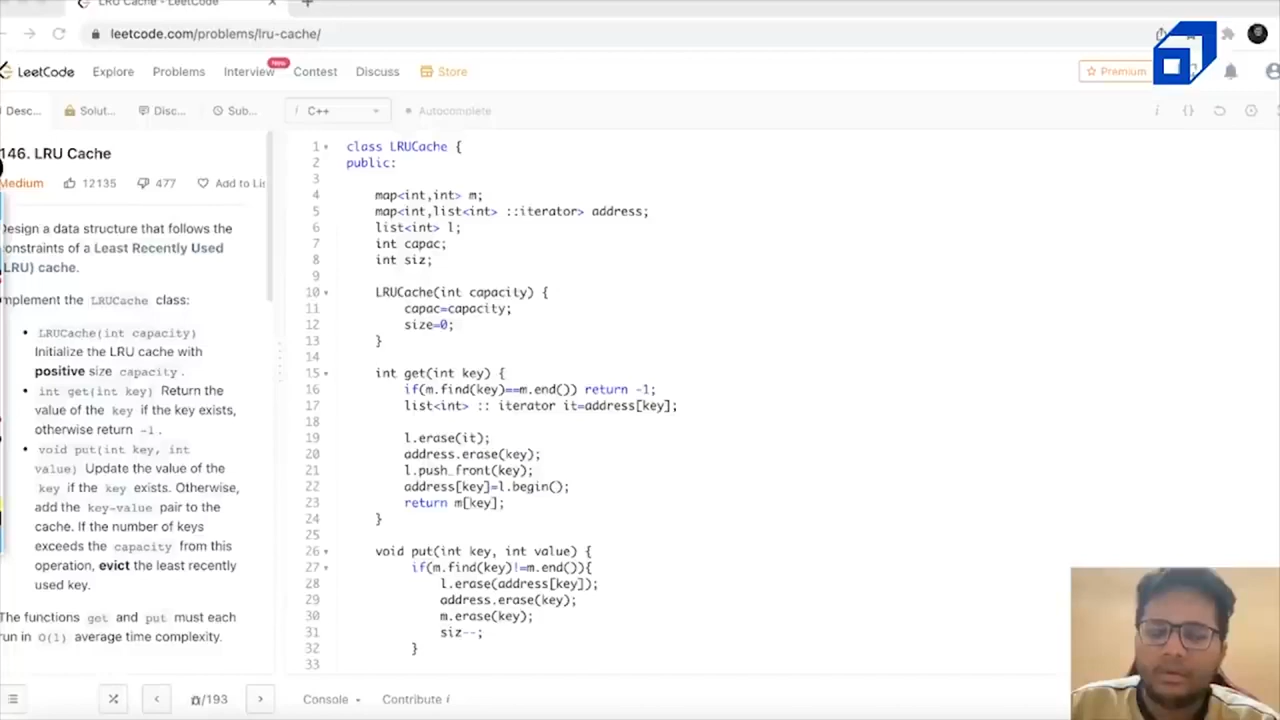 LRU Cache - LeetCode
leetcode.com/problems/lru-cache/
LeetCode
Explore
Problems
Interview
New
Contest
Discuss
Store
Premium
Desc...
Solut...
Disc...
Sub...
C++
Autocomplete
146. LRU Cache
Medium
12135
477
Add to Lis
Design a data structure that follows the
constraints of a Least Recently Used
(LRU) cache.
Implement the LRUCache class:
• LRUCache(int capacity)
Initialize the LRU cache with
positive size capacity.
• int get(int key) Return the
value of the key if the key exists,
otherwise return -1.
• void put(int key, int
value) Update the value of the
key if the key exists. Otherwise,
add the key-value pair to the
cache. If the number of keys
exceeds the capacity from this
operation, evict the least recently
used key.
The functions get and put must each
run in O(1) average time complexity.
1 class LRUCache {
2 public:
3
4 map<int,int> m;
5 map<int,list<int> ::iterator> address;
6 list<int> l;
7 int capac;
8 int siz;
9
10 LRUCache(int capacity) {
11 capac=capacity;
12 size=0;
13 }
14
15 int get(int key) {
16 if(m.find(key)==m.end()) return -1;
17 list<int> :: iterator it=address[key];
18
19 l.erase(it);
20 address.erase(key);
21 l.push_front(key);
22 address[key]=l.begin();
23 return m[key];
24 }
25
26 void put(int key, int value) {
27 if(m.find(key)!=m.end()){
28 l.erase(address[key]);
29 address.erase(key);
30 m.erase(key);
31 siz--;
32 }
33
/193
Console
Contribute i